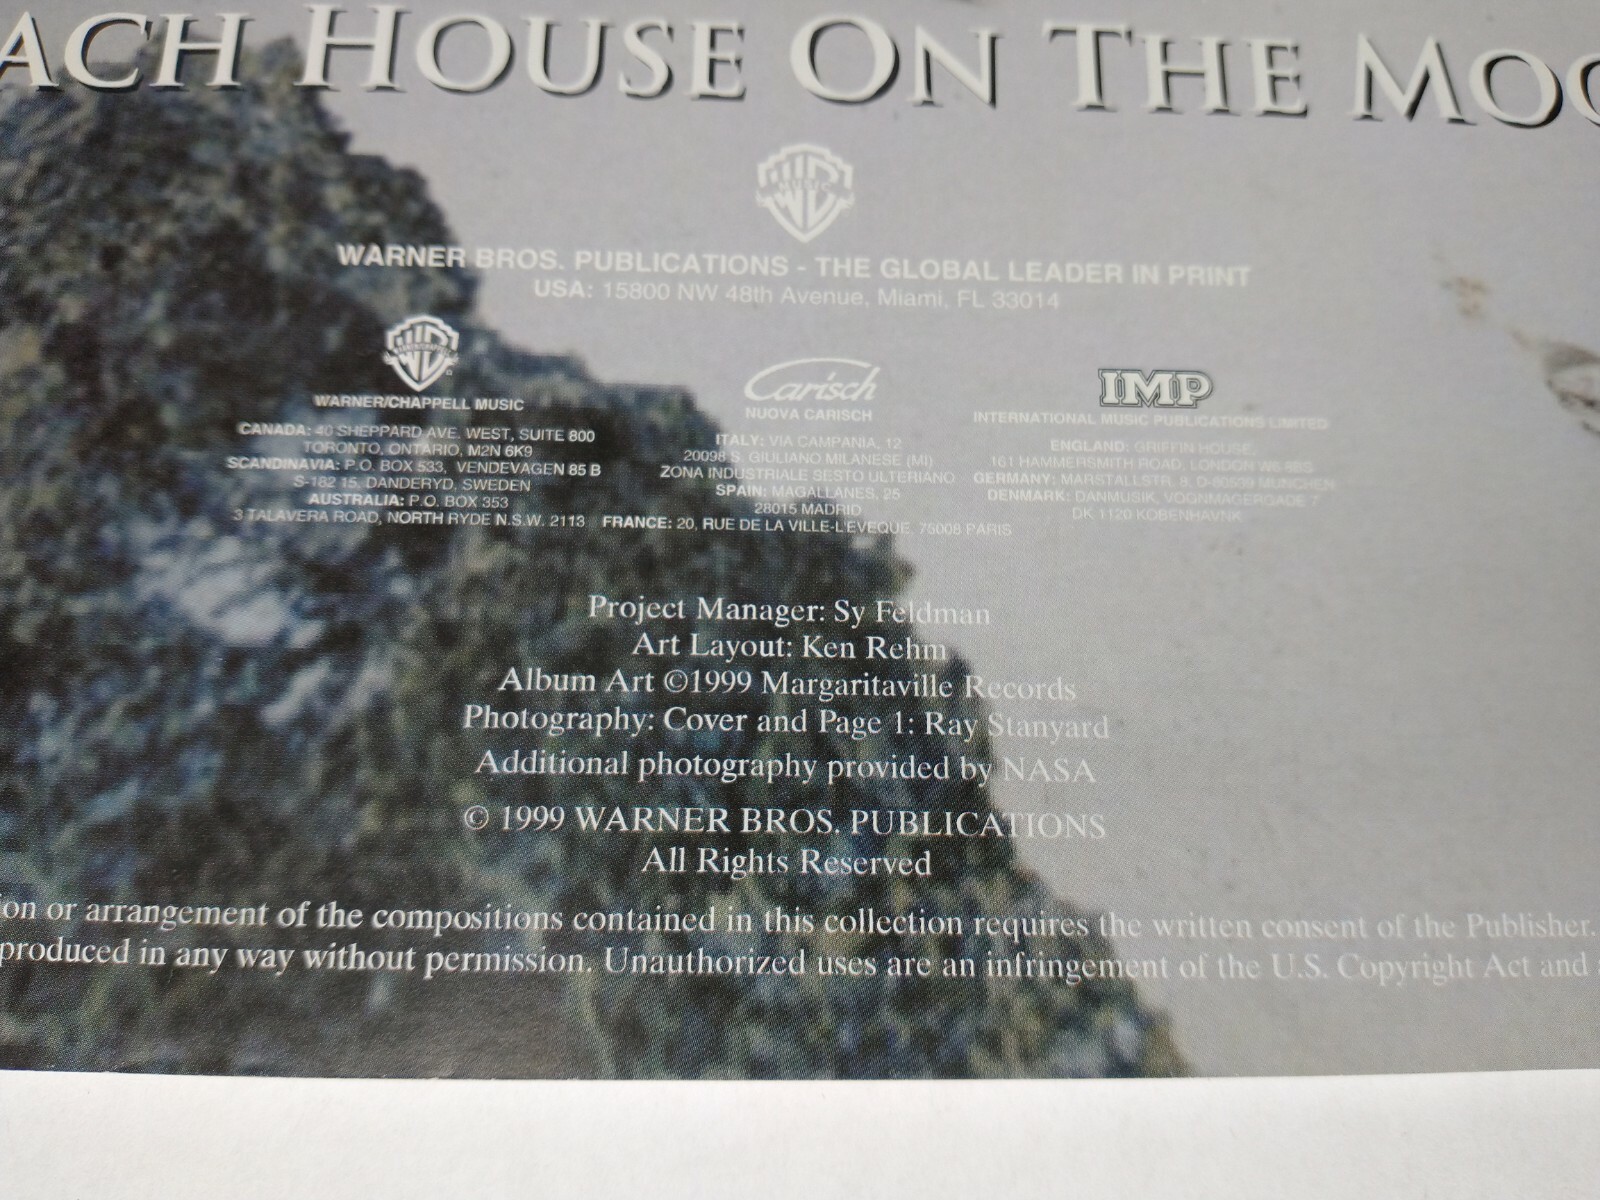 ACH HOUSE ON THE MOO
MUSIC
WARNER BROS. PUBLICATIONS - THE GLOBAL LEADER IN PRINT
USA: 15800 NW 48th Avenue, Miami, FL 33014
WARNER/CHAPPELL MUSIC
CANADA: 40 SHEPPARD AVE. WEST, SUITE 800
TORONTO, ONTARIO, M2N 6K9
SCANDINAVIA: P.O. BOX 533, VENDEVAGEN 85 B
S-182 15, DANDERYD, SWEDEN
AUSTRALIA: P.O. BOX 353
3 TALAVERA ROAD, NORTH RYDE N.S.W. 2113
Carisch
NUOVA CARISCH
ITALY: VIA CAMPANIA, 12
20098 S. GIULIANO MILANESE (MI)
ZONA INDUSTRIALE SESTO ULTERIANO
SPAIN: MAGALLANES, 25
28015 MADRID
FRANCE: 20, RUE DE LA VILLE-L'EVEQUE, 75008 PARIS
IMP
INTERNATIONAL MUSIC PUBLICATIONS LIMITED
ENGLAND: GRIFFIN HOUSE,
161 HAMMERSMITH ROAD, LONDON W6 8BS
GERMANY: MARSTALLSTR. 8, D-80539 MUNCHEN
DENMARK: DANMUSIK, VOGNMAGERGADE 7
DK 1120 KOBENHAVNK
Project Manager: Sy Feldman
Art Layout: Ken Rehm
Album Art ©1999 Margaritaville Records
Photography: Cover and Page 1: Ray Stanyard
Additional photography provided by NASA
© 1999 WARNER BROS. PUBLICATIONS
All Rights Reserved
ion or arrangement of the compositions contained in this collection requires the written consent of the Publisher.
produced in any way without permission. Unauthorized uses are an infringement of the U.S. Copyright Act and